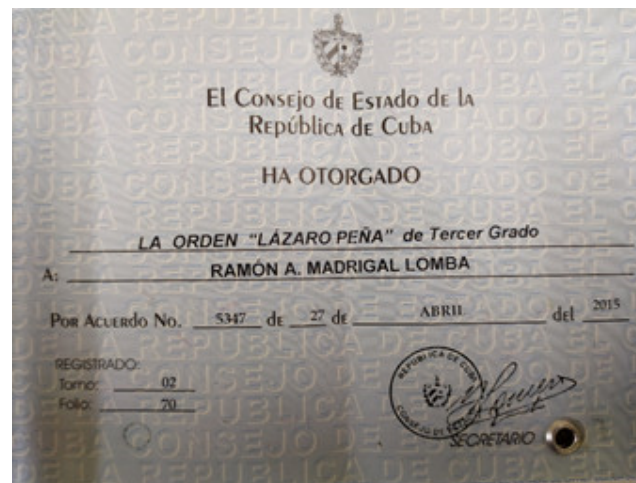 El Consejo de Estado de la
República de Cuba
HA OTORGADO
LA ORDEN "LÁZARO PEÑA" de Tercer Grado
A: RAMÓN A. MADRIGAL LOMBA
Por Acuerdo No. 5347 de 27 de ABRIL del 2015
REGISTRADO:
Tomo: 02
Folio: 70
SECRETARIO